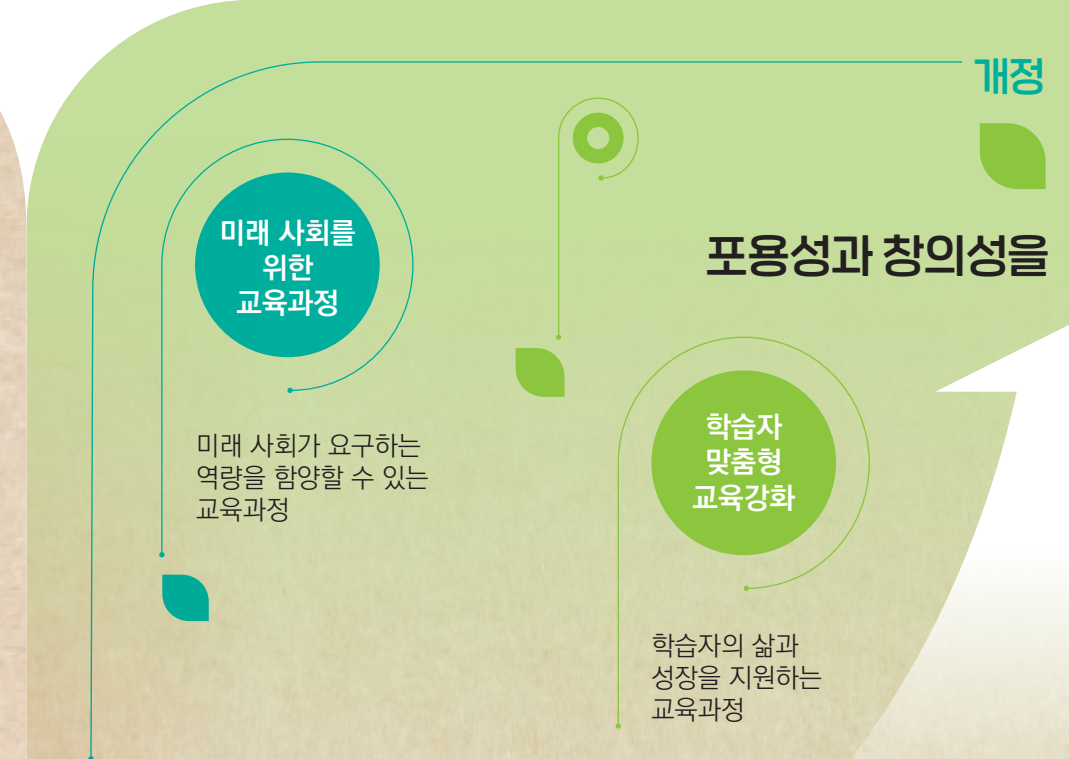 개정
포용성과 창의성을
미래 사회를
위한
교육과정
미래 사회가 요구하는
역량을 함양할 수 있는
교육과정
학습자
맞춤형
교육강화
학습자의 삶과
성장을 지원하는
교육과정